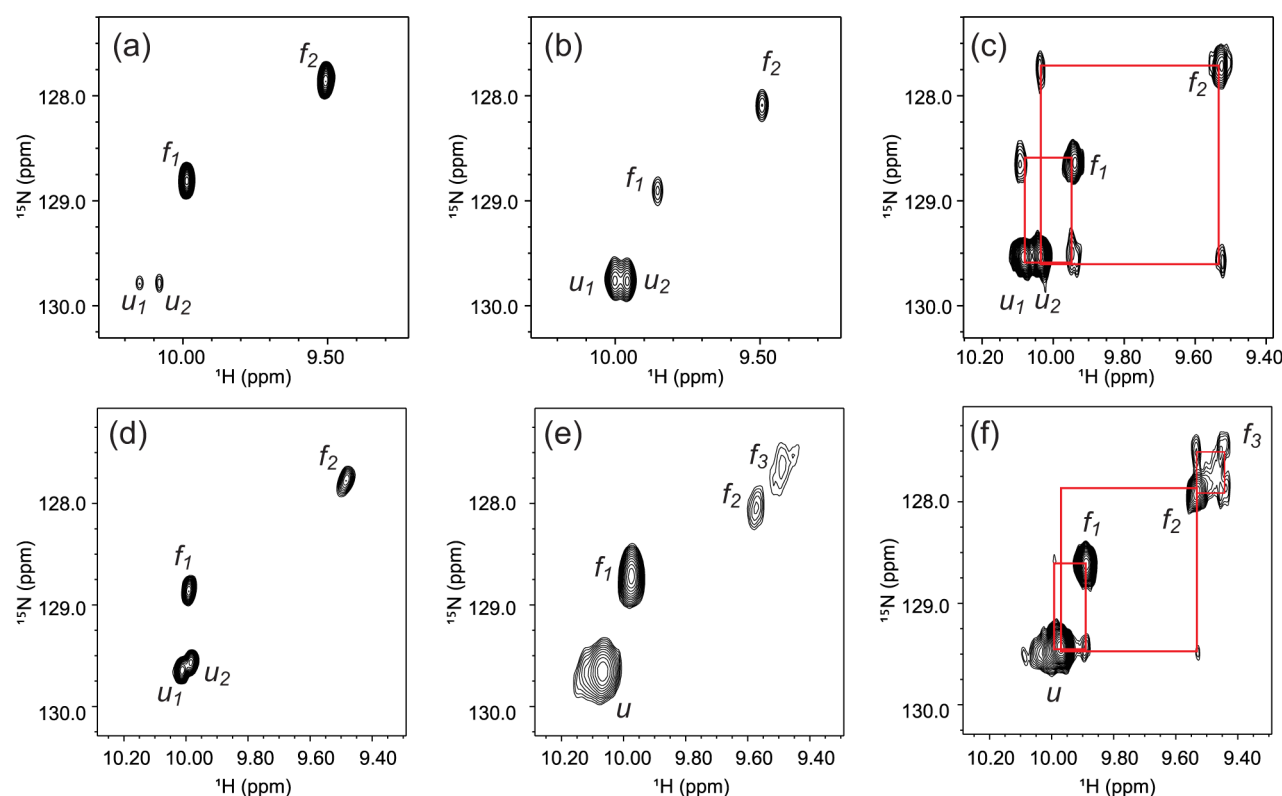 (a)
f₂
f₁
u₁ u₂
128.0
129.0
130.0
¹⁵N (ppm)
10.00 9.50
¹H (ppm)
(b)
f₂
f₁
u₁ u₂
128.0
129.0
130.0
¹⁵N (ppm)
10.00 9.50
¹H (ppm)
(c)
f₂
f₁
u₁ u₂
128.0
129.0
130.0
¹⁵N (ppm)
10.20 10.00 9.80 9.60 9.40
¹H (ppm)
(d)
f₂
f₁
u₂
u₁
128.0
129.0
130.0
¹⁵N (ppm)
10.20 10.00 9.80 9.60 9.40
¹H (ppm)
(e)
f₃
f₂
f₁
u
128.0
129.0
130.0
¹⁵N (ppm)
10.20 10.00 9.80 9.60 9.40
¹H (ppm)
(f)
f₃
f₂
f₁
u
128.0
129.0
130.0
¹⁵N (ppm)
10.20 10.00 9.80 9.60 9.40
¹H (ppm)